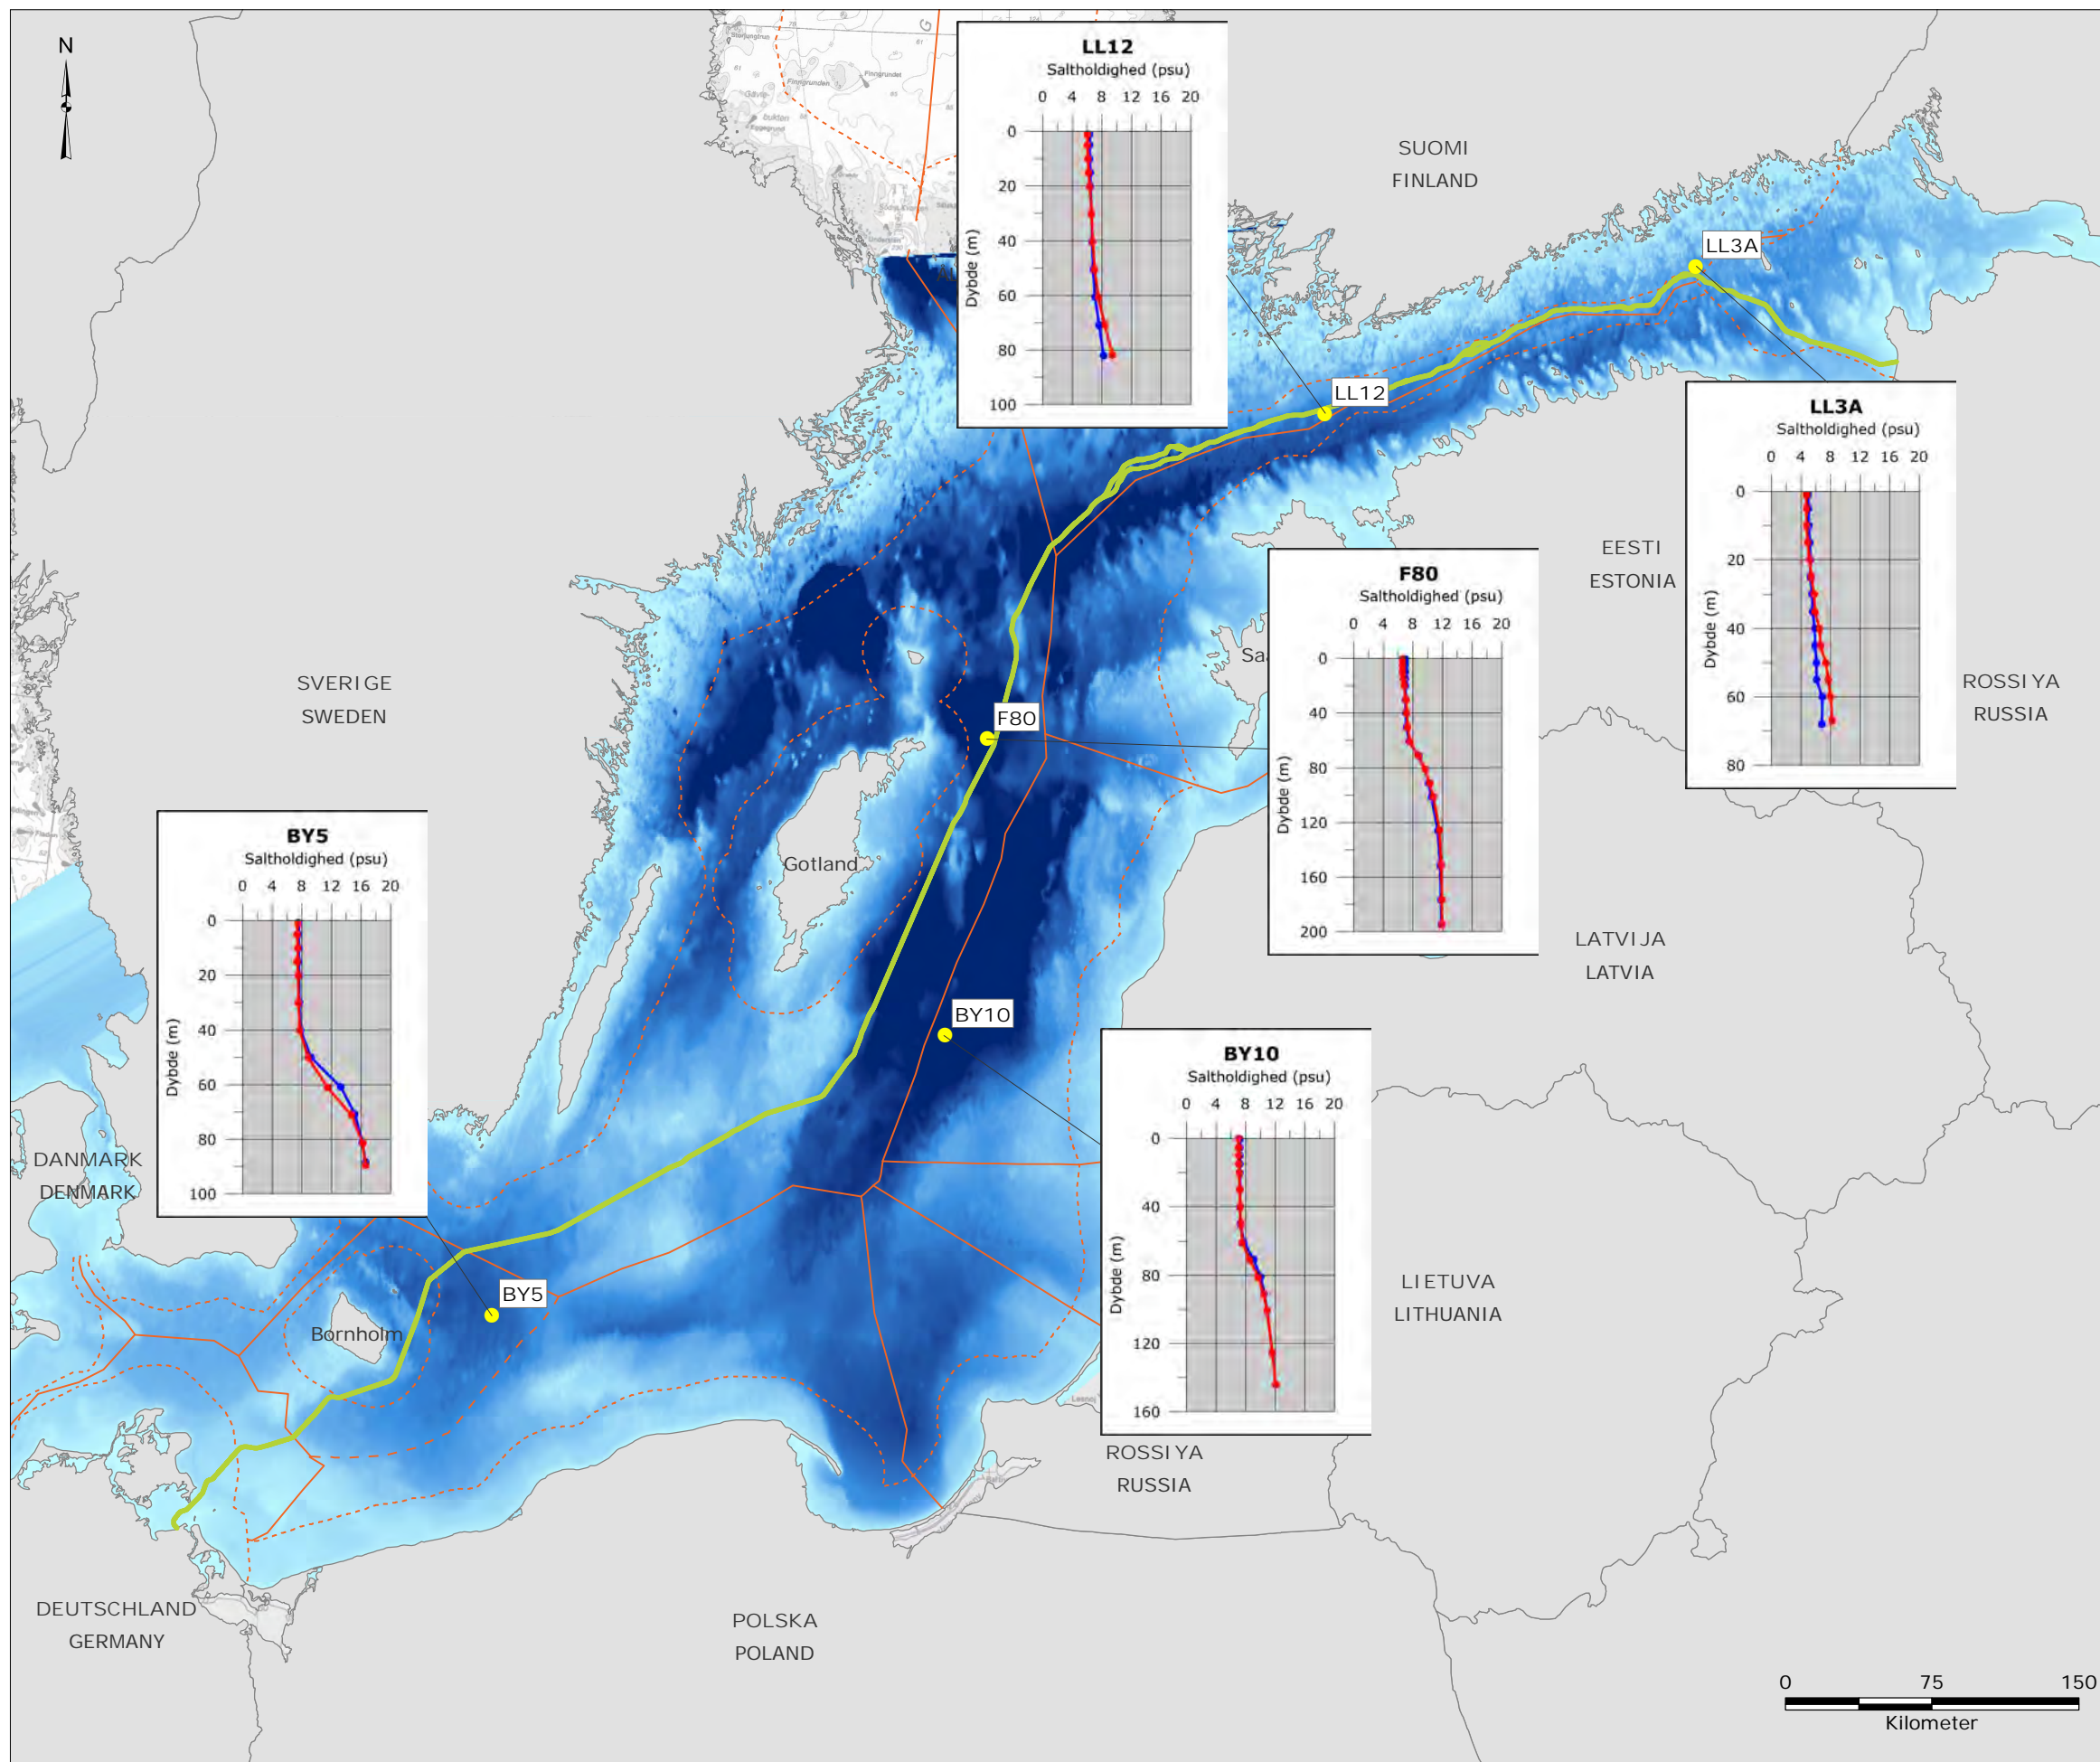 N
LL12
Saltholdighed (psu)
0 4 8 12 16 20
Dybde (m)
0
20
40
60
80
100
SUOMI
FINLAND
LL3A
LL12
LL3A
Saltholdighed (psu)
0 4 8 12 16 20
Dybde (m)
0
20
40
60
80
EESTI
ESTONIA
ROSSIYA
RUSSIA
F80
Saltholdighed (psu)
0 4 8 12 16 20
Dybde (m)
0
40
80
120
160
200
Saa
SVERIGE
SWEDEN
F80
Gotland
BY5
Saltholdighed (psu)
0 4 8 12 16 20
Dybde (m)
0
20
40
60
80
100
LATVIJA
LATVIA
BY10
BY10
Saltholdighed (psu)
0 4 8 12 16 20
Dybde (m)
0
40
80
120
160
DANMARK
DENMARK
BY5
Bornholm
LIETUVA
LITHUANIA
ROSSIYA
RUSSIA
DEUTSCHLAND
GERMANY
POLSKA
POLAND
0 75 150
Kilometer